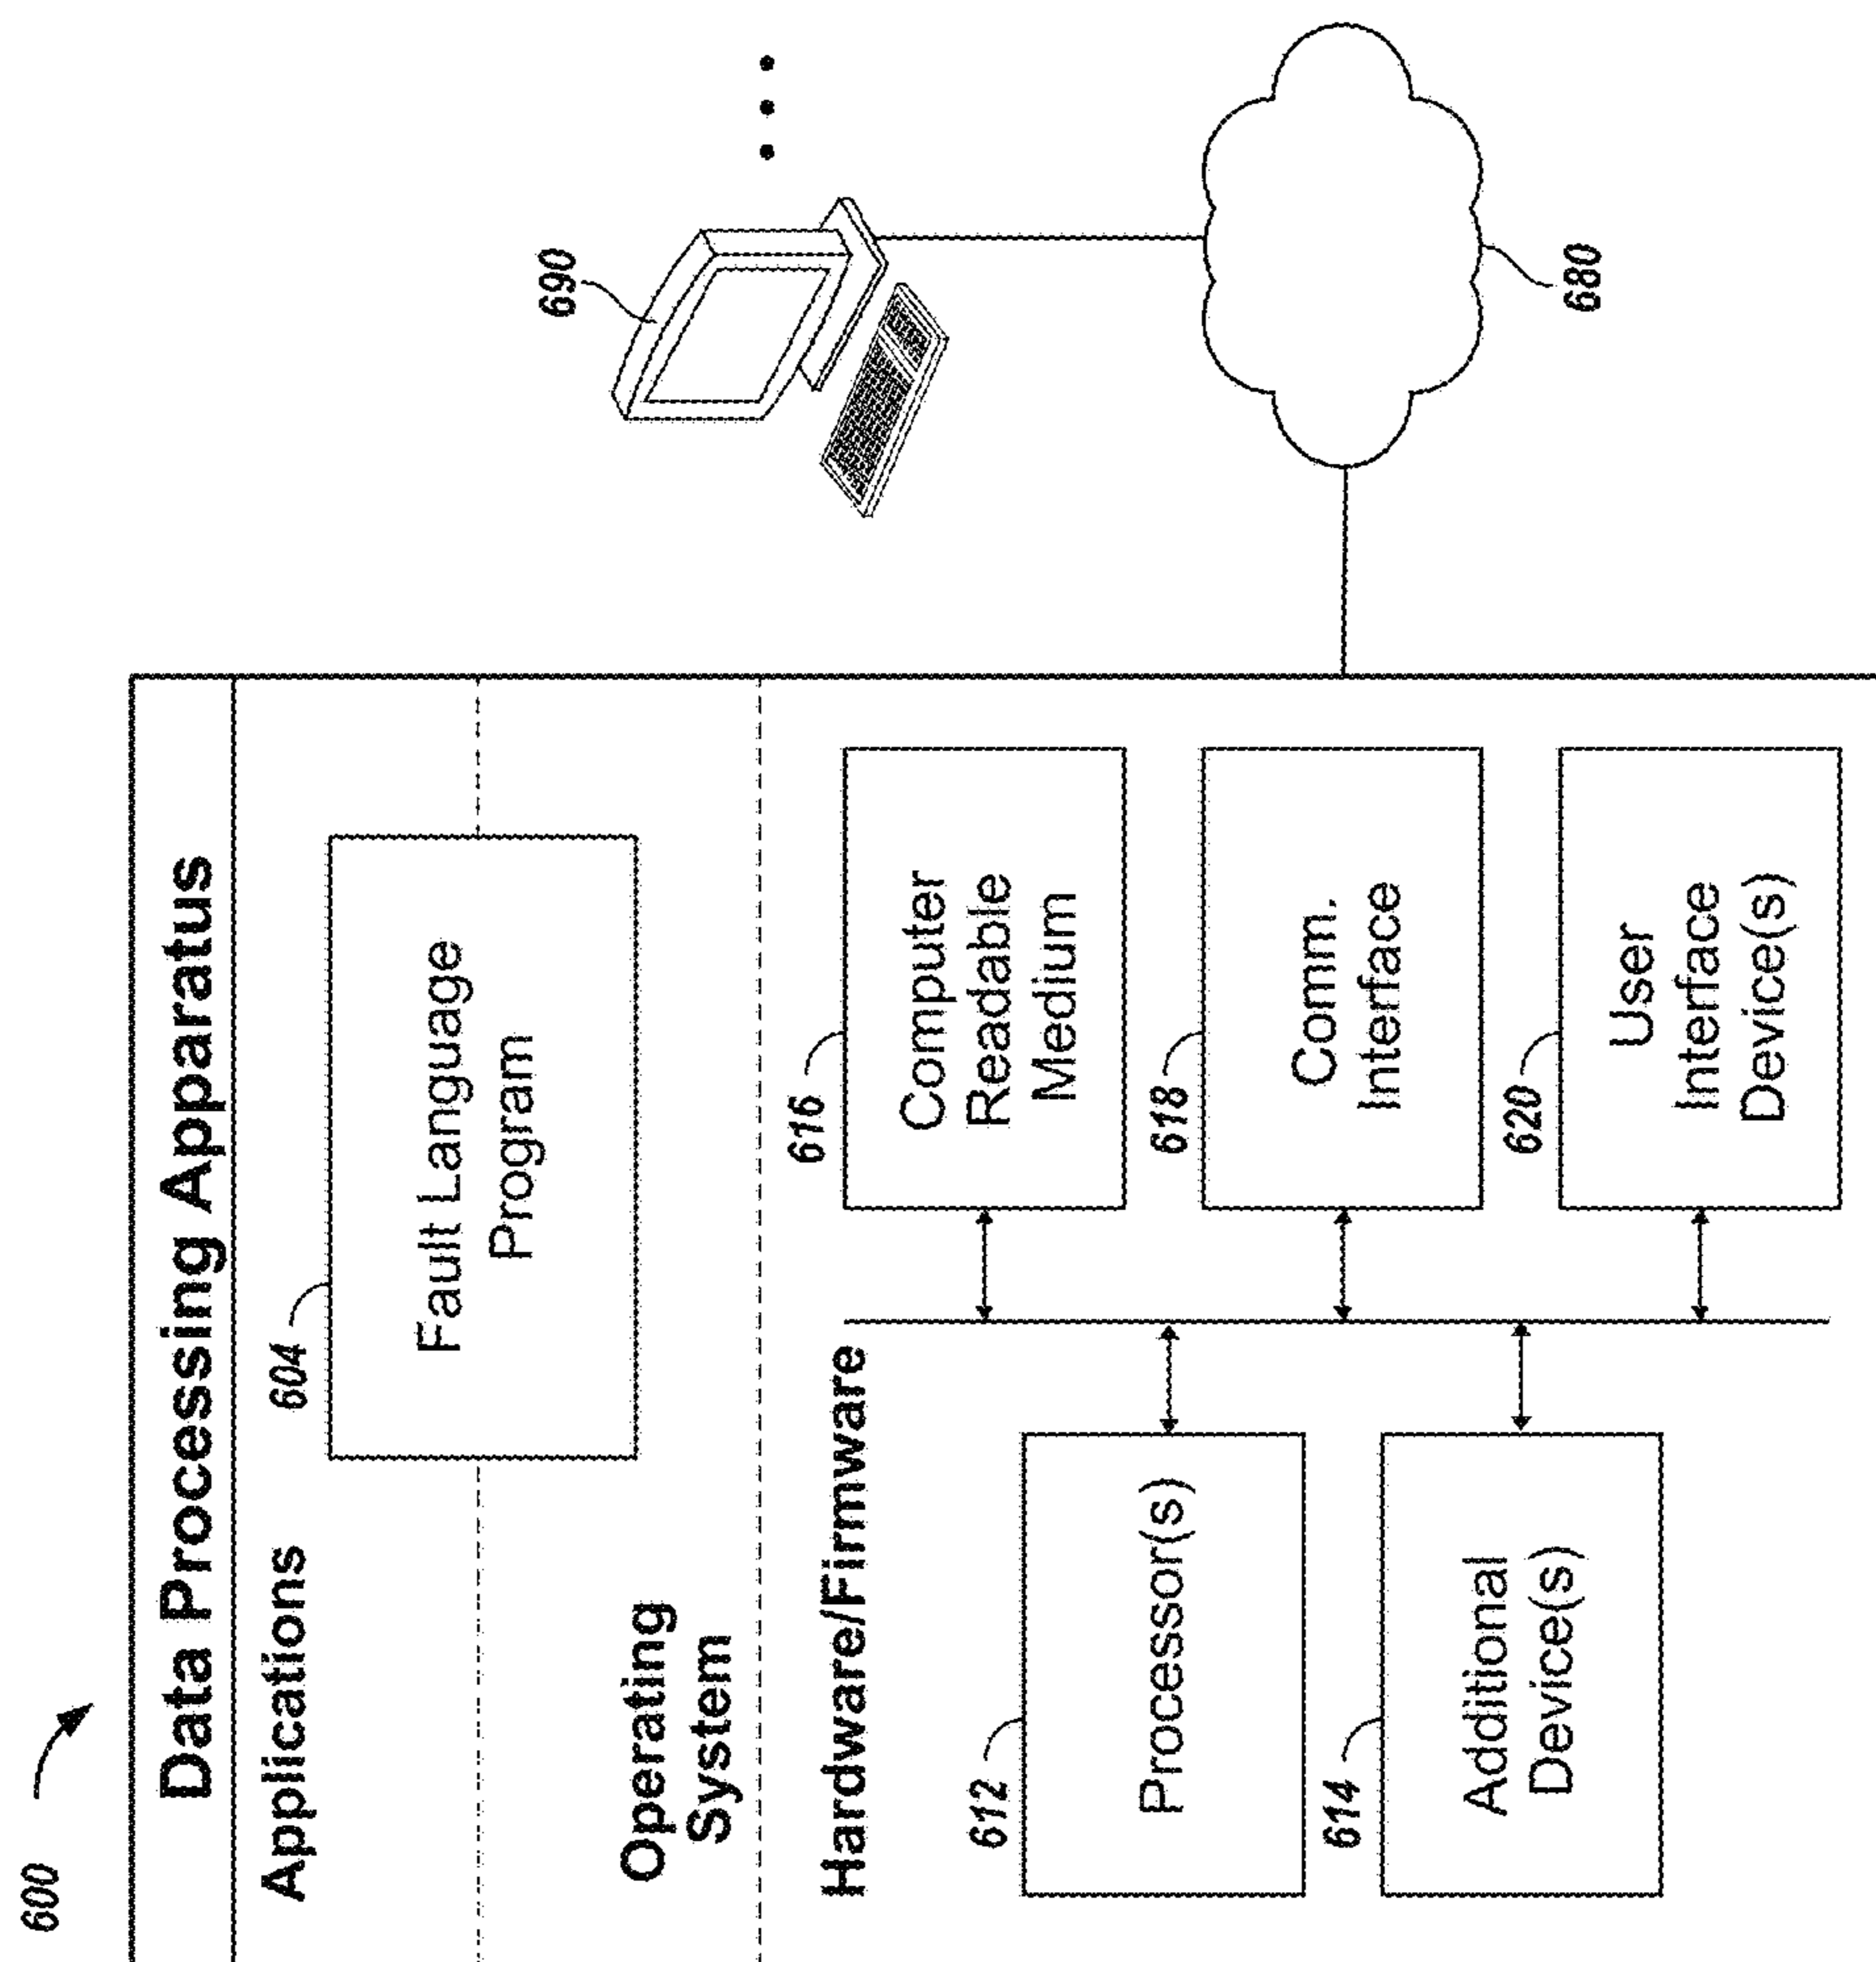 600
Data Processing Apparatus
Applications
604
Fault Language
Program
Operating
System
Hardware/Firmware
612
Processor(s)
614
Additional
Device(s)
616
Computer
Readable
Medium
618
Comm.
Interface
620
User
Interface
Device(s)
690
680